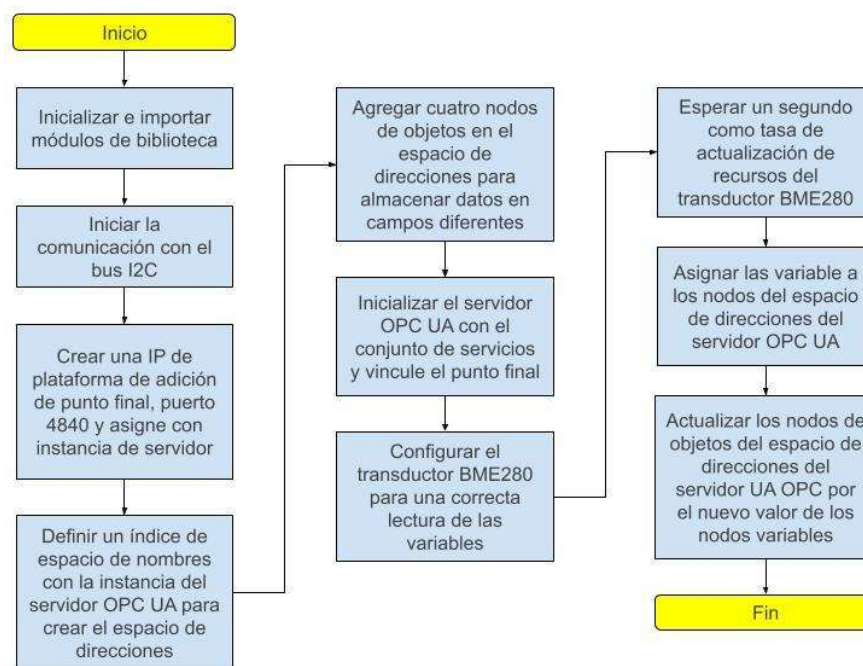 Inicio
Inicializar e importar
módulos de biblioteca
Iniciar la
comunicación con el
bus I2C
Crear una IP de
plataforma de adición
de punto final, puerto
4840 y asigne con
instancia de servidor
Definir un índice de
espacio de nombres
con la instancia del
servidor OPC UA para
crear el espacio de
direcciones
Agregar cuatro nodos
de objetos en el
espacio de
direcciones para
almacenar datos en
campos diferentes
Inicializar el servidor
OPC UA con el
conjunto de servicios
y vincule el punto final
Configurar el
transductor BME280
para una correcta
lectura de las
variables
Esperar un segundo
como tasa de
actualización de
recursos del
transductor BME280
Asignar las variable a
los nodos del espacio
de direcciones del
servidor OPC UA
Actualizar los nodos de
objetos del espacio de
direcciones del
servidor UA OPC por
el nuevo valor de los
nodos variables
Fin